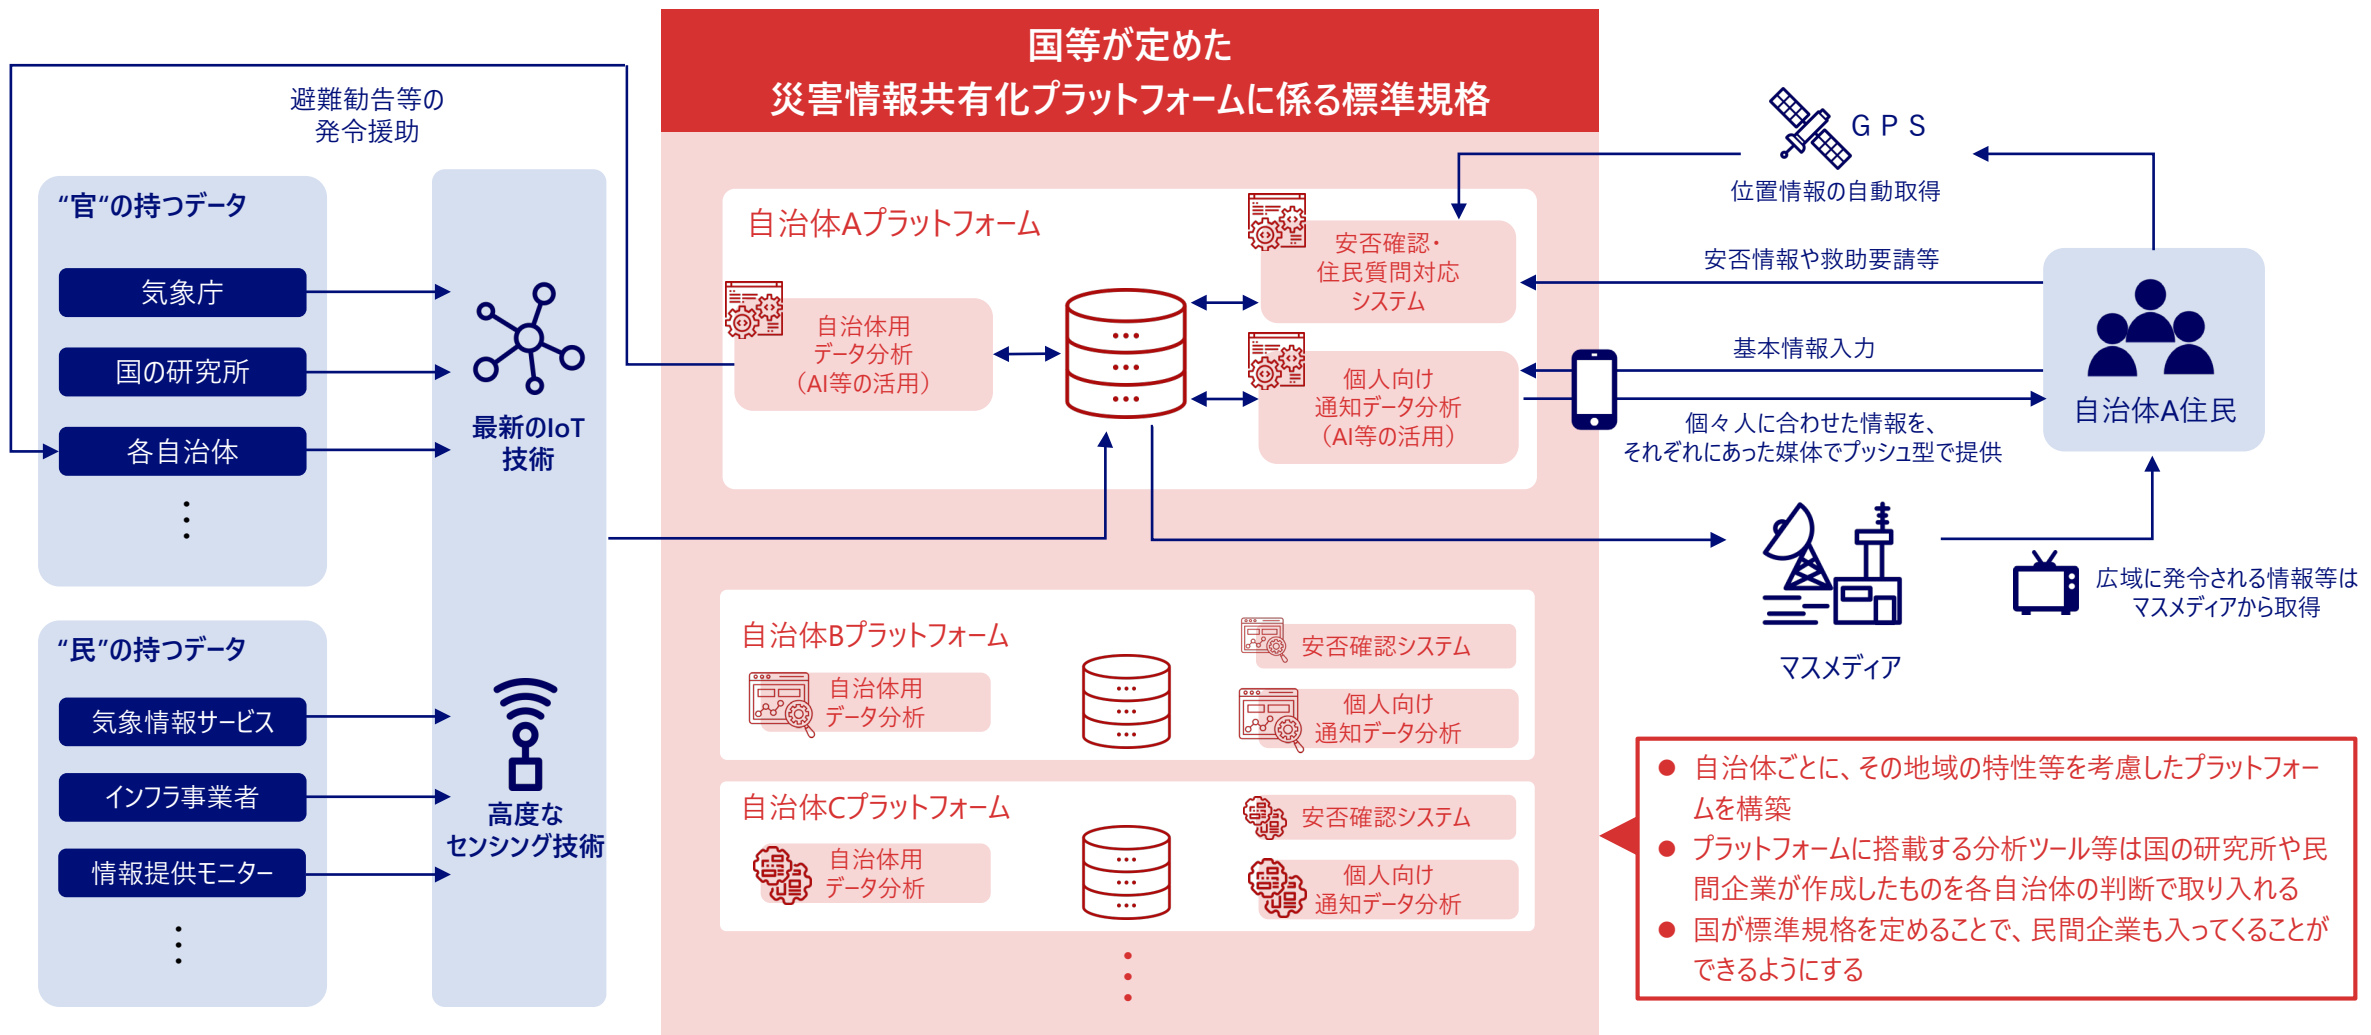 国等が定めた
災害情報共有化プラットフォームに係る標準規格
避難勧告等の
発令援助
“官“の持つデータ
気象庁
国の研究所
各自治体
“民”の持つデータ
気象情報サービス
インフラ事業者
情報提供モニター
最新のIoT
技術
高度な
センシング技術
自治体Aプラットフォーム
自治体用
データ分析
（AI等の活用）
安否確認・
住民質問対応
システム
個人向け
通知データ分析
（AI等の活用）
自治体Bプラットフォーム
自治体用
データ分析
安否確認システム
個人向け
通知データ分析
自治体Cプラットフォーム
自治体用
データ分析
安否確認システム
個人向け
通知データ分析
ＧＰＳ
位置情報の自動取得
安否情報や救助要請等
基本情報入力
個々人に合わせた情報を、
それぞれにあった媒体でプッシュ型で提供
自治体A住民
マスメディア
広域に発令される情報等は
マスメディアから取得
● 自治体ごとに、その地域の特性等を考慮したプラットフォー
ムを構築
● プラットフォームに搭載する分析ツール等は国の研究所や民
間企業が作成したものを各自治体の判断で取り入れる
● 国が標準規格を定めることで、民間企業も入ってくることが
できるようにする